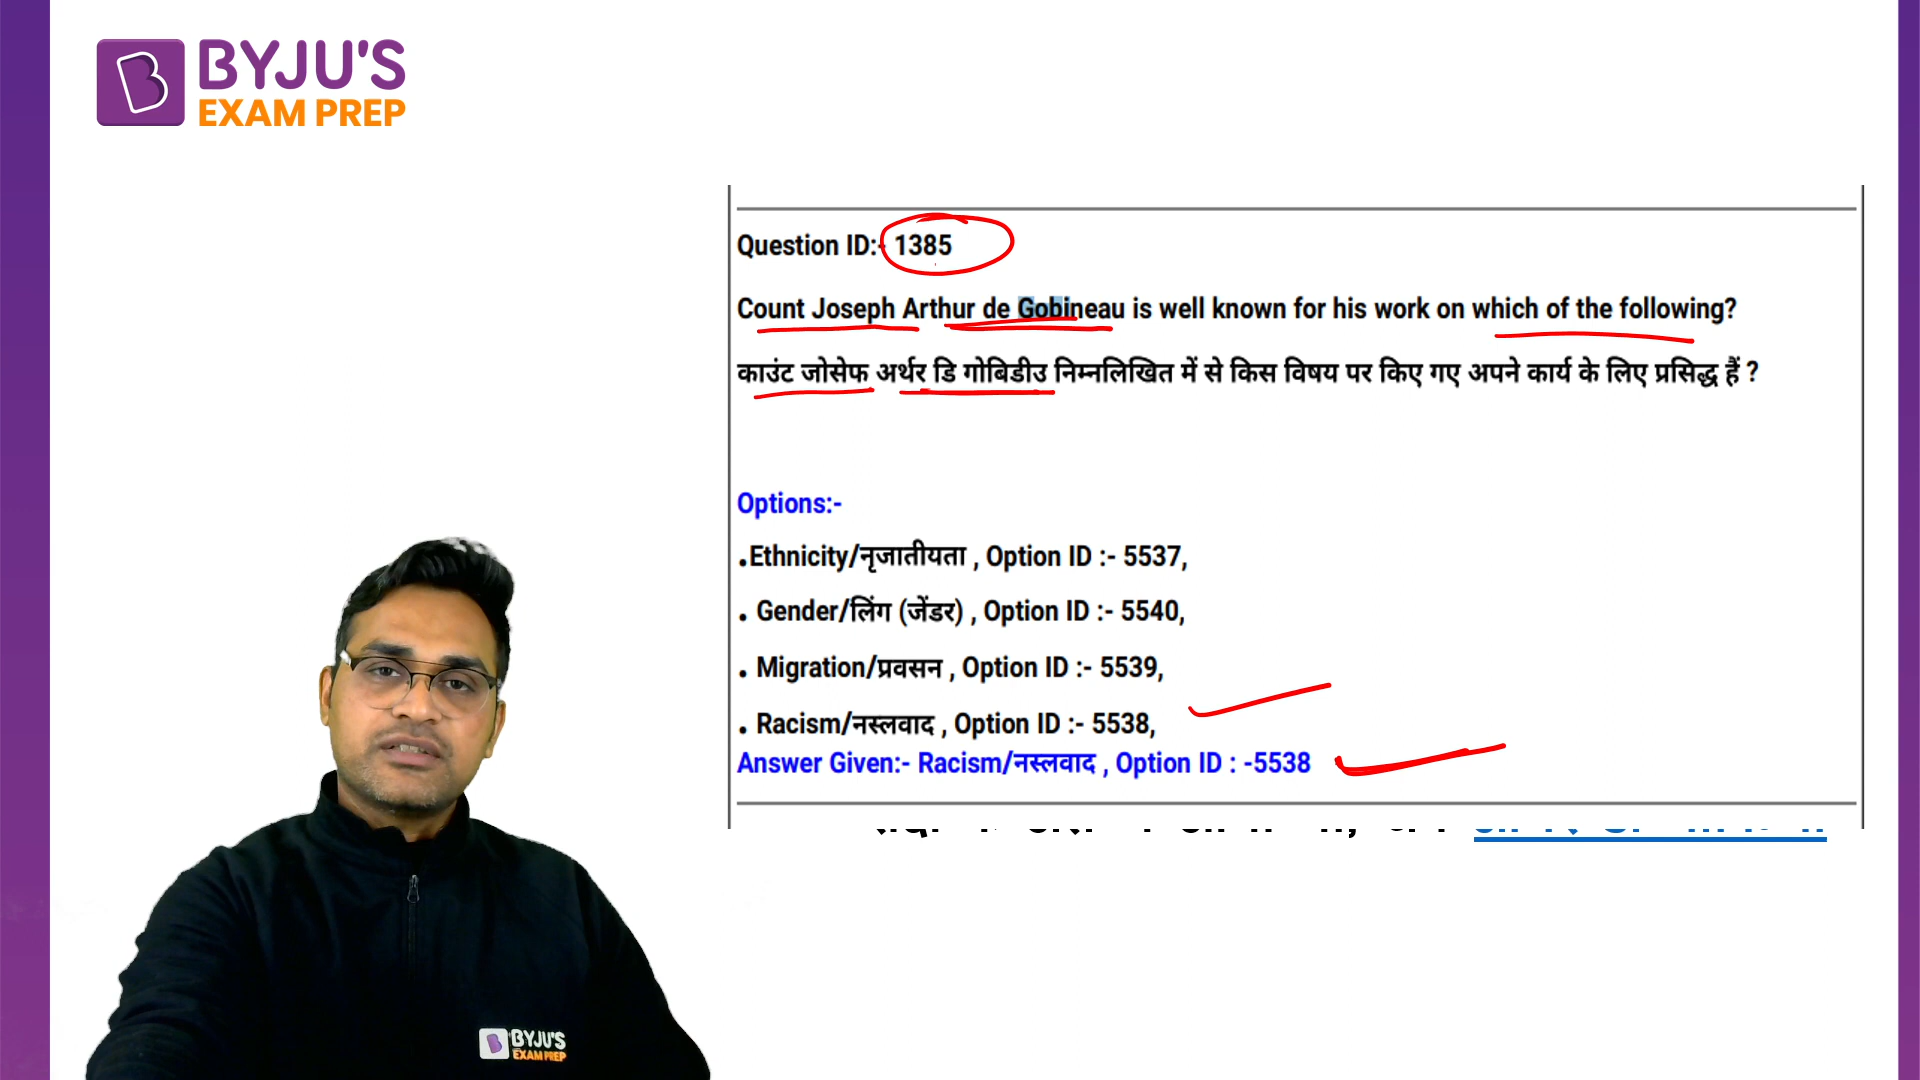 BYJU'S
EXAM PREP
Question ID:- 1385
Count Joseph Arthur de Gobineau is well known for his work on which of the following?
काउंट जोसेफ अर्थर डि गोबिडीउ निम्नलिखित में से किस विषय पर किए गए अपने कार्य के लिए प्रसिद्ध हैं ?
Options:-
.Ethnicity/नृजातीयता , Option ID :- 5537,
. Gender/लिंग (जेंडर) , Option ID :- 5540,
. Migration/प्रवसन , Option ID :- 5539,
. Racism/नस्लवाद , Option ID :- 5538,
Answer Given:- Racism/नस्लवाद , Option ID : -5538
BYJU'S
EXAM PREP